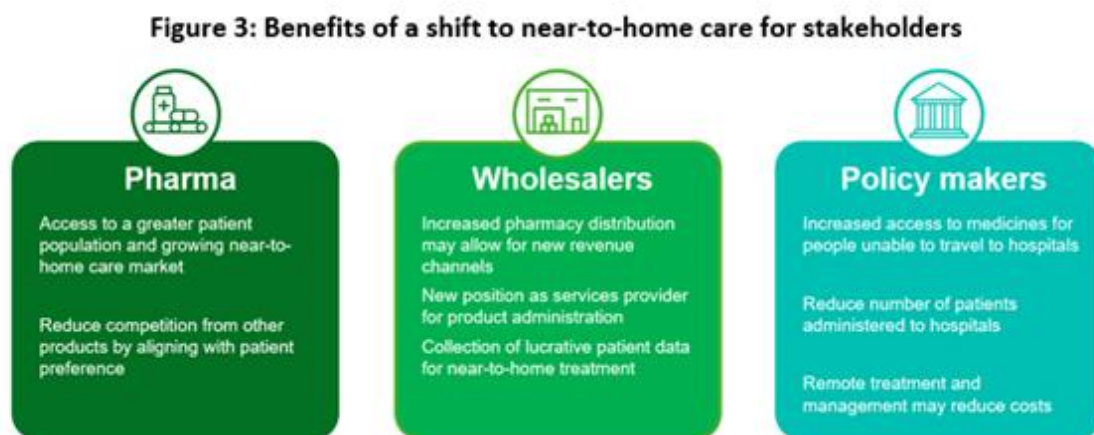 Figure 3: Benefits of a shift to near-to-home care for stakeholders
Pharma
Access to a greater patient
population and growing near-to-
home care market
Reduce competition from other
products by aligning with patient
preference
Wholesalers
Increased pharmacy distribution
may allow for new revenue
channels
New position as services provider
for product administration
Collection of lucrative patient data
for near-to-home treatment
Policy makers
Increased access to medicines for
people unable to travel to hospitals
Reduce number of patients
administered to hospitals
Remote treatment and
management may reduce costs